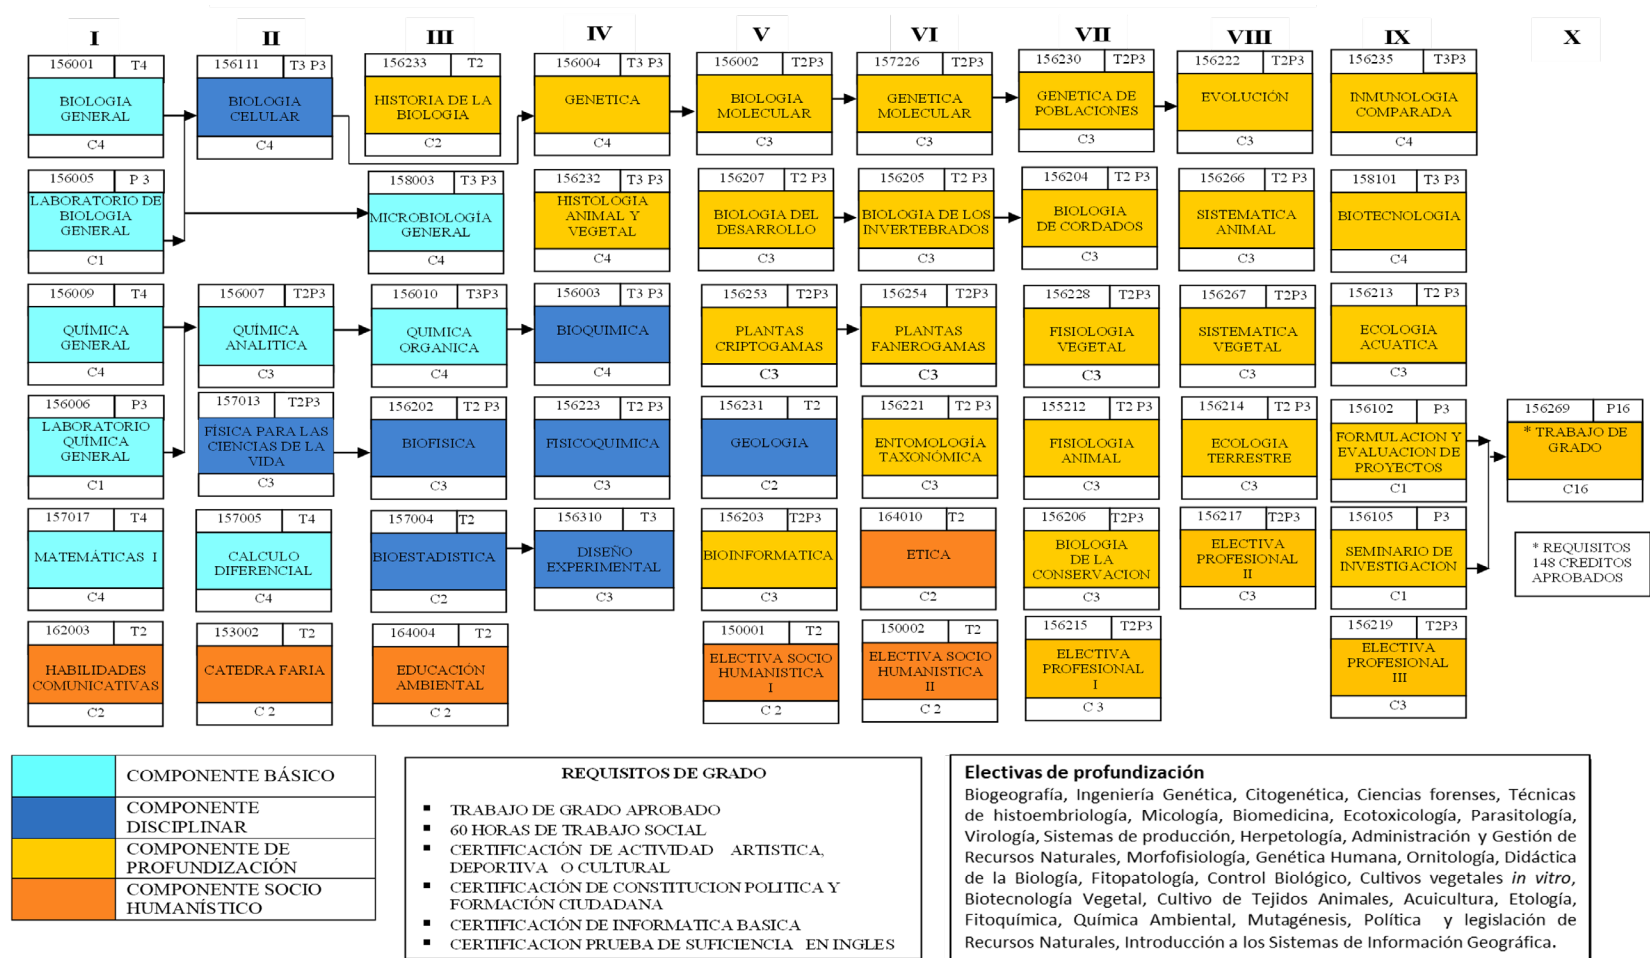 I II III IV V VI VII VIII IX X
156001 T4
BIOLOGIA
GENERAL
C4
156111 T3 P3
BIOLOGIA
CELULAR
C4
156233 T2
HISTORIA DE LA
BIOLOGIA
C2
156004 T3 P3
GENETICA
C4
156002 T2P3
BIOLOGIA
MOLECULAR
C3
157226 T2P3
GENETICA
MOLECULAR
C3
156230 T2P3
GENETICA DE
POBLACIONES
C3
156222 T2P3
EVOLUCIÓN
C3
156235 T3P3
INMUNOLOGIA
COMPARADA
C4
156005 P 3
LABORATORIO DE
BIOLOGIA
GENERAL
C1
158003 T3 P3
MICROBIOLOGÍA
GENERAL
C4
156232 T3 P3
HISTOLOGIA
ANIMAL Y
VEGETAL
C4
156207 T2 P3
BIOLOGIA DEL
DESARROLLO
C3
156205 T2 P3
BIOLOGIA DE LOS
INVERTEBRADOS
C3
156204 T2 P3
BIOLOGIA
DE CORDADOS
C3
156266 T2 P3
SISTEMATICA
ANIMAL
C3
158101 T3 P3
BIOTECNOLOGIA
C4
156009 T4
QUÍMICA
GENERAL
C4
156007 T2P3
QUÍMICA
ANALITICA
C3
156010 T3P3
QUIMICA
ORGANICA
C4
156003 T3 P3
BIOQUIMICA
C4
156253 T2P3
PLANTAS
CRIPTOGAMAS
C3
156254 T2P3
PLANTAS
FANEROGAMAS
C3
156228 T2P3
FISIOLOGIA
VEGETAL
C3
156267 T2P3
SISTEMATICA
VEGETAL
C3
156213 T2 P3
ECOLOGIA
ACUATICA
C3
156006 P3
LABORATORIO
QUÍMICA
GENERAL
C1
157013 T2P3
FÍSICA PARA LAS
CIENCIAS DE LA
VIDA
C3
156202 T2 P3
BIOFISICA
C3
156223 T2 P3
FISICOQUIMICA
C3
156231 T2
GEOLOGIA
C2
156221 T2 P3
ENTOMOLOGÍA
TAXONÓMICA
C3
155212 T2 P3
FISIOLOGIA
ANIMAL
C3
156214 T2 P3
ECOLOGIA
TERRESTRE
C3
156102 P3
FORMULACION Y
EVALUACION DE
PROYECTOS
C1
156269 P16
* TRABAJO DE
GRADO
C16
157017 T4
MATEMÁTICAS I
C4
157005 T4
CALCULO
DIFERENCIAL
C4
157004 T2
BIOESTADISTICA
C2
156310 T3
DISEÑO
EXPERIMENTAL
C3
156203 T2P3
BIOINFORMATICA
C3
164010 T2
ETICA
C2
156206 T2P3
BIOLOGIA
DE LA
CONSERVACION
C3
156217 T2P3
ELECTIVA
PROFESIONAL
II
C3
156105 P3
SEMINARIO DE
INVESTIGACION
C1
* REQUISITOS
148 CREDITOS
APROBADOS
162003 T2
HABILIDADES
COMUNICATIVAS
C2
153002 T2
CATEDRA FARIA
C 2
164004 T2
EDUCACIÓN
AMBIENTAL
C 2
150001 T2
ELECTIVA SOCIO
HUMANISTICA
I
C 2
150002 T2
ELECTIVA SOCIO
HUMANISTICA
II
C 2
156215 T2P3
ELECTIVA
PROFESIONAL
I
C 3
156219 T2P3
ELECTIVA
PROFESIONAL
III
C3
COMPONENTE BÁSICO
COMPONENTE
DISCIPLINAR
COMPONENTE DE
PROFUNDIZACIÓN
COMPONENTE SOCIO
HUMANÍSTICO
REQUISITOS DE GRADO
▪ TRABAJO DE GRADO APROBADO
▪ 60 HORAS DE TRABAJO SOCIAL
▪ CERTIFICACIÓN DE ACTIVIDAD ARTISTICA,
DEPORTIVA O CULTURAL
▪ CERTIFICACIÓN DE CONSTITUCION POLITICA Y
FORMACIÓN CIUDADANA
▪ CERTIFICACIÓN DE INFORMATICA BASICA
▪ CERTIFICACION PRUEBA DE SUFICIENCIA EN INGLES
Electivas de profundización
Biogeografía, Ingeniería Genética, Citogenética, Ciencias forenses, Técnicas
de histoembriología, Micología, Biomedicina, Ecotoxicología, Parasitología,
Virología, Sistemas de producción, Herpetología, Administración y Gestión de
Recursos Naturales, Morfofisiología, Genética Humana, Ornitología, Didáctica
de la Biología, Fitopatología, Control Biológico, Cultivos vegetales in vitro,
Biotecnología Vegetal, Cultivo de Tejidos Animales, Acuicultura, Etología,
Fitoquímica, Química Ambiental, Mutagénesis, Política y legislación de
Recursos Naturales, Introducción a los Sistemas de Información Geográfica.